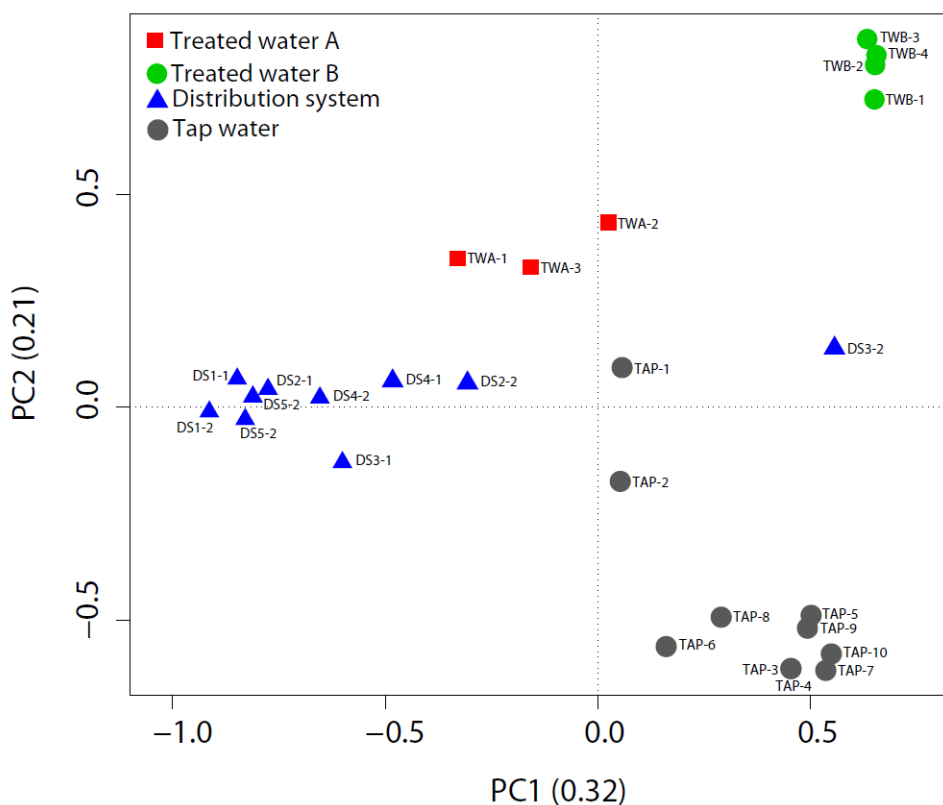 Treated water A
Treated water B
Distribution system
Tap water
TWB-3
TWB-4
TWB-2
TWB-1
TWA-2
TWA-1
TWA-3
DS3-2
TAP-1
DS1-1
DS2-1
DS4-1
DS2-2
DS4-2
DS5-2
DS1-2
DS5-2
DS3-1
TAP-2
TAP-8
TAP-5
TAP-9
TAP-6
TAP-10
TAP-3
TAP-7
TAP-4
0.5
0.0
−0.5
PC2 (0.21)
−1.0 −0.5 0.0 0.5
PC1 (0.32)